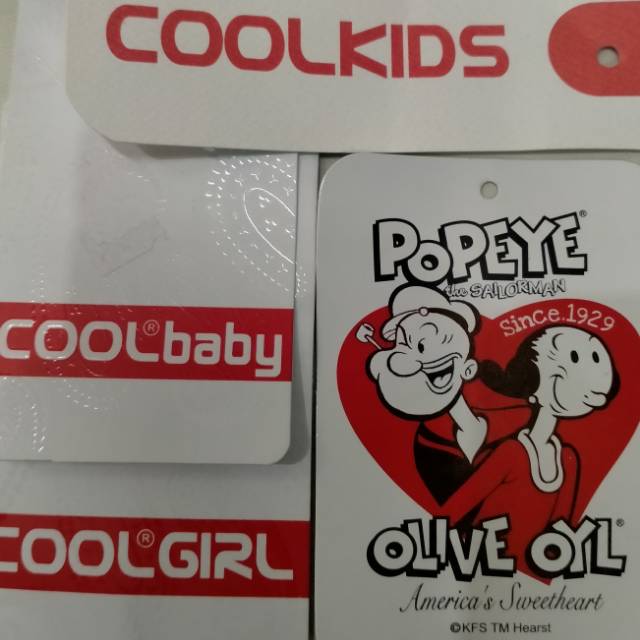 COOLKIDS
COOL®baby
COOL®GIRL
POPEYE®
the SAILORMAN
Since.1929
OLIVE OYL®
America's Sweetheart
©KFS TM Hearst